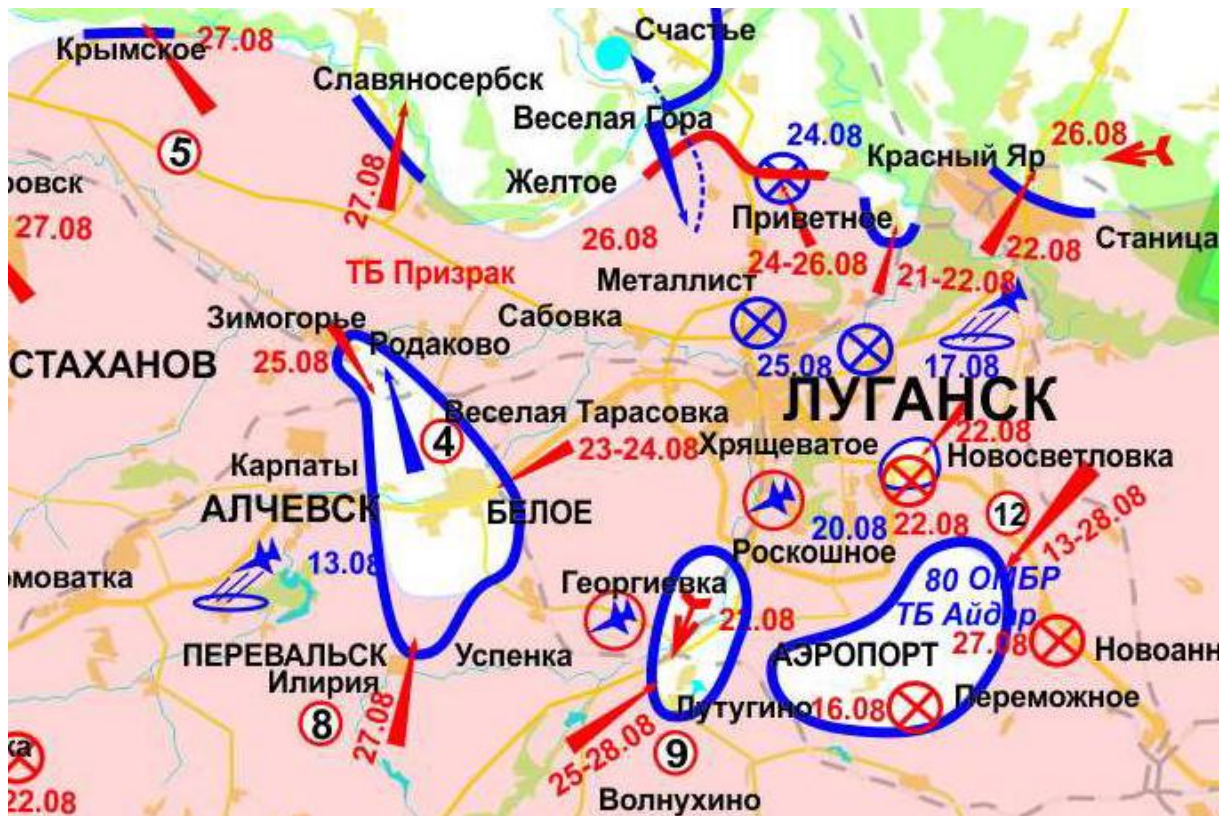 Счастье
Крымское
27.08
Славяносербск
Веселая Гора
24.08
26.08
5
Красный Яр
ровск
Желтое
27.08
27.08
Приветное
26.08
Станица
24-26.08
22.08
ТБ Призрак
Металлист
21-22.08
Зимогорье
Сабовка
Родаково
25.08
СТАХАНОВ
25.08
17.08
ЛУГАНСК
Веселая Тарасовка
4
23-24.08
Хрящеватое
22.08
Карпаты
Новосветловка
АЛЧЕВСК
БЕЛОЕ
20.08
22.08
12
13-28.08
Роскошное
13.08
омоватка
Георгиевка
80 ОМБР
ТБ Айдар
ПЕРЕВАЛЬСК
Успенка
АЭРОПОРТ
27.08
Новоанн
Илирия
Лутугино
16.08
Переможное
8
27.08
25-28.08
9
ка
22.08
Волнухино